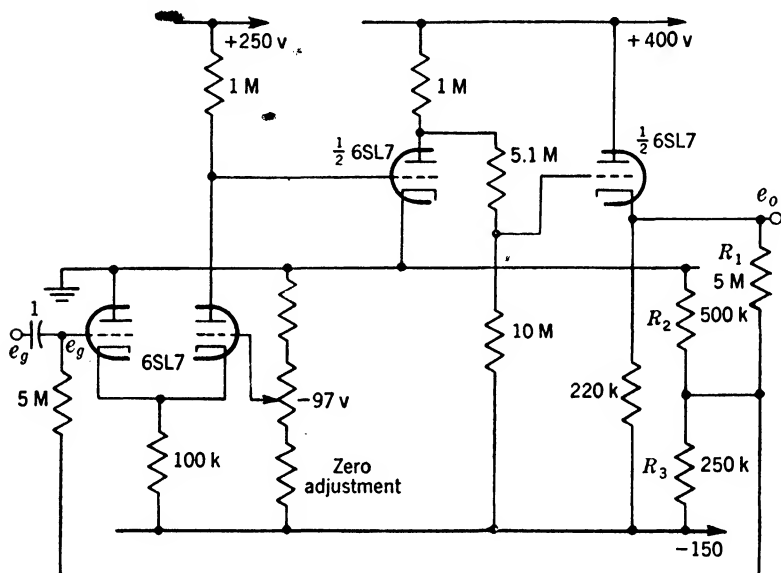 +250 v
+400 v
1 M
1 M
½ 6SL7
5.1 M
½ 6SL7
e_o
R_1
5 M
1
R_2
500 k
e_g
e_g
6SL7
10 M
5 M
-97 v
220 k
100 k
Zero
adjustment
R_3
250 k
-150